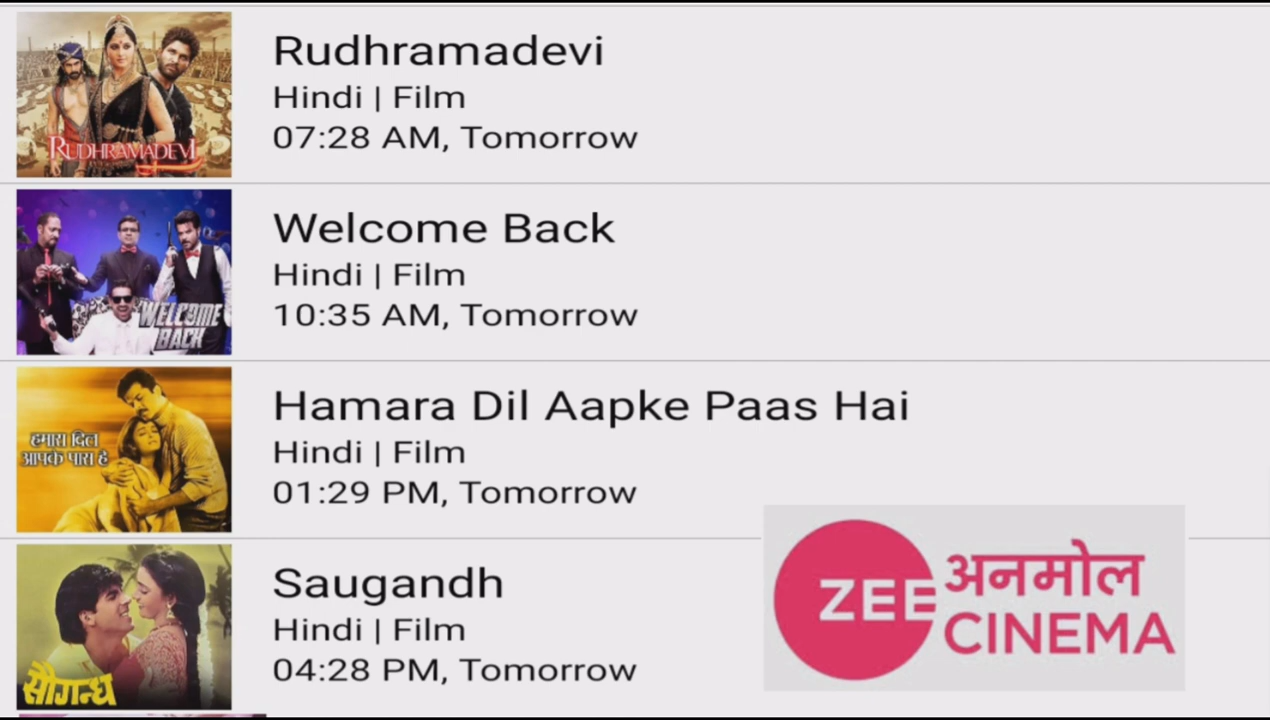 RUDHRAMADEVI
Rudhramadevi
Hindi | Film
07:28 AM, Tomorrow
WELCOME
BACK
Welcome Back
Hindi | Film
10:35 AM, Tomorrow
हमारा दिल
आपके पास है
Hamara Dil Aapke Paas Hai
Hindi | Film
01:29 PM, Tomorrow
सौगन्ध
Saugandh
Hindi | Film
04:28 PM, Tomorrow
ZEE अनमोल
CINEMA